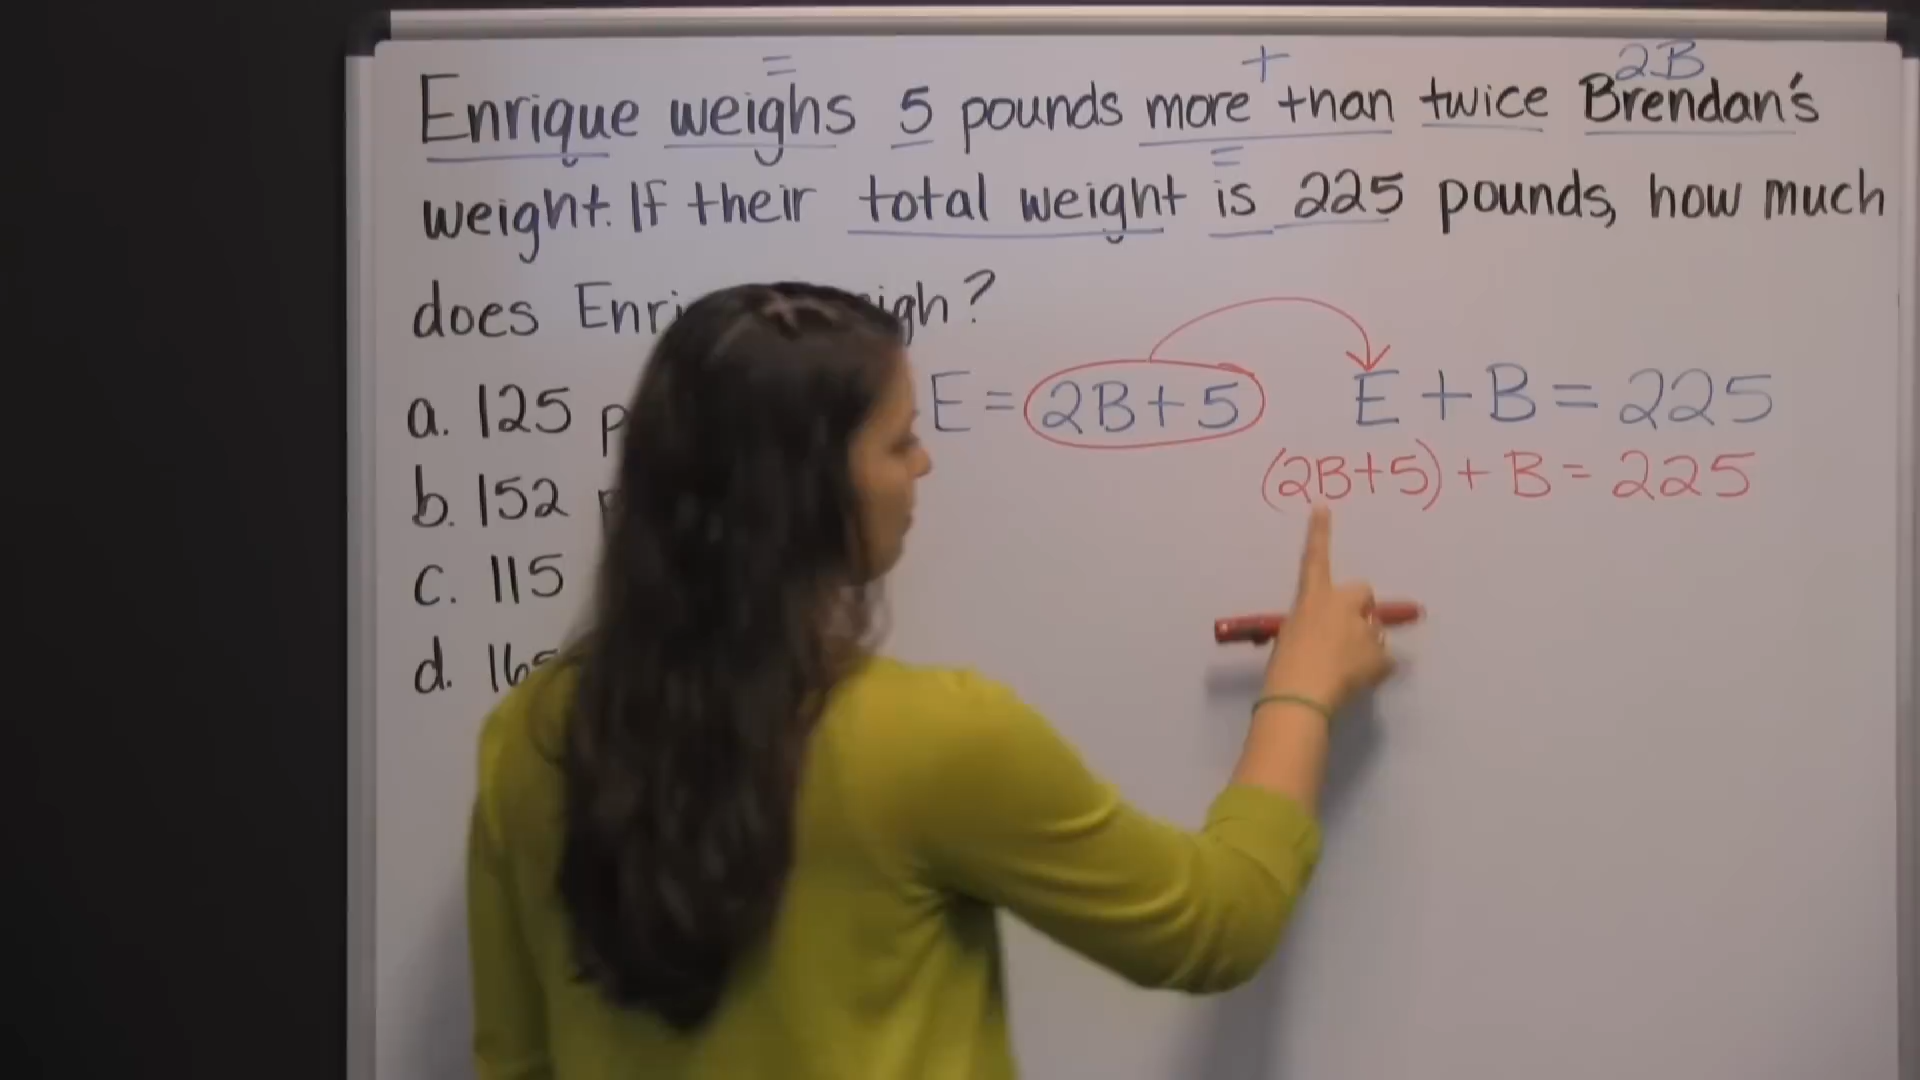 = + 2B
Enrique weighs 5 pounds more than twice Brendan's
=
weight. If their total weight is 225 pounds, how much
does Enri igh?
a. 125 p E = 2B + 5 E + B = 225
(2B+5) + B = 225
b. 152 p
c. 115
d. 16